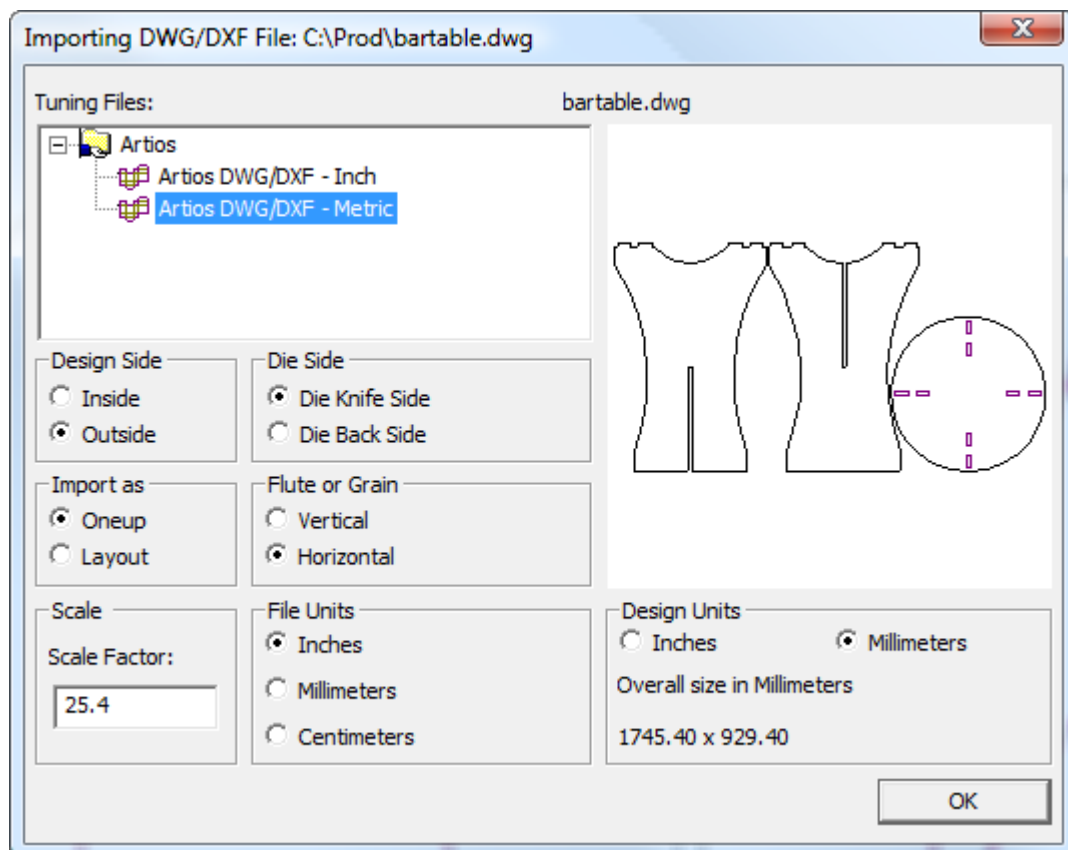 Importing DWG/DXF File: C:\Prod\bartable.dwg
Tuning Files:
bartable.dwg
Artios
Artios DWG/DXF - Inch
Artios DWG/DXF - Metric
Design Side
Inside
Outside
Die Side
Die Knife Side
Die Back Side
Import as
Oneup
Layout
Flute or Grain
Vertical
Horizontal
Scale
Scale Factor:
25.4
File Units
Inches
Millimeters
Centimeters
Design Units
Inches
Millimeters
Overall size in Millimeters
1745.40 x 929.40
OK